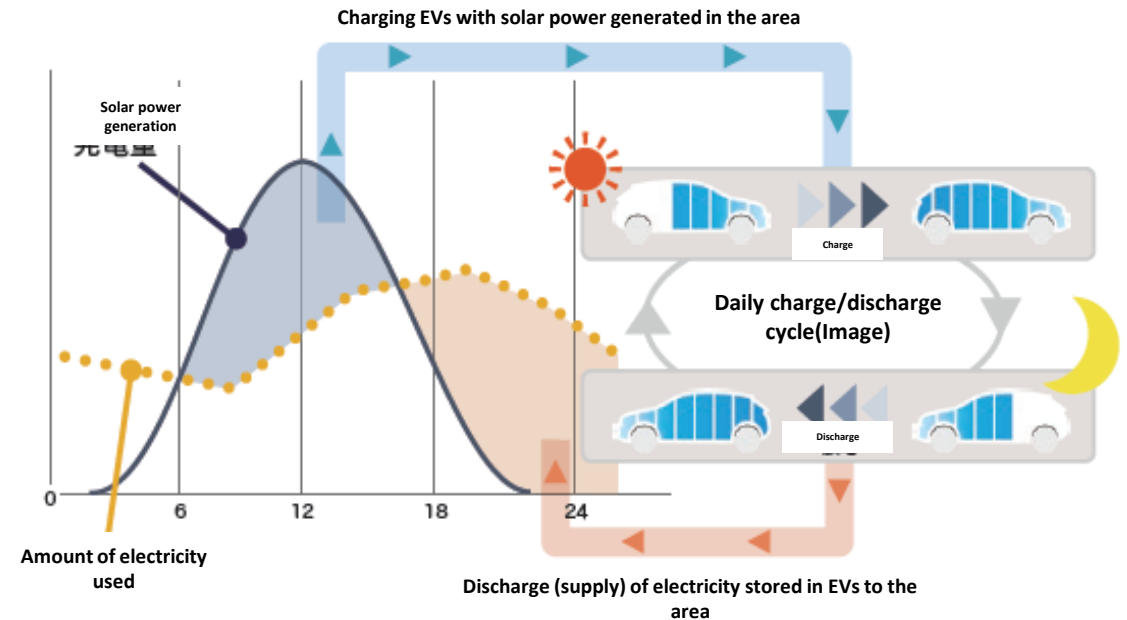 Charging EVs with solar power generated in the area
Solar power
generation
Charge
Daily charge/discharge
cycle(Image)
Discharge
0
6
12
18
24
Amount of electricity
used
Discharge (supply) of electricity stored in EVs to the
area